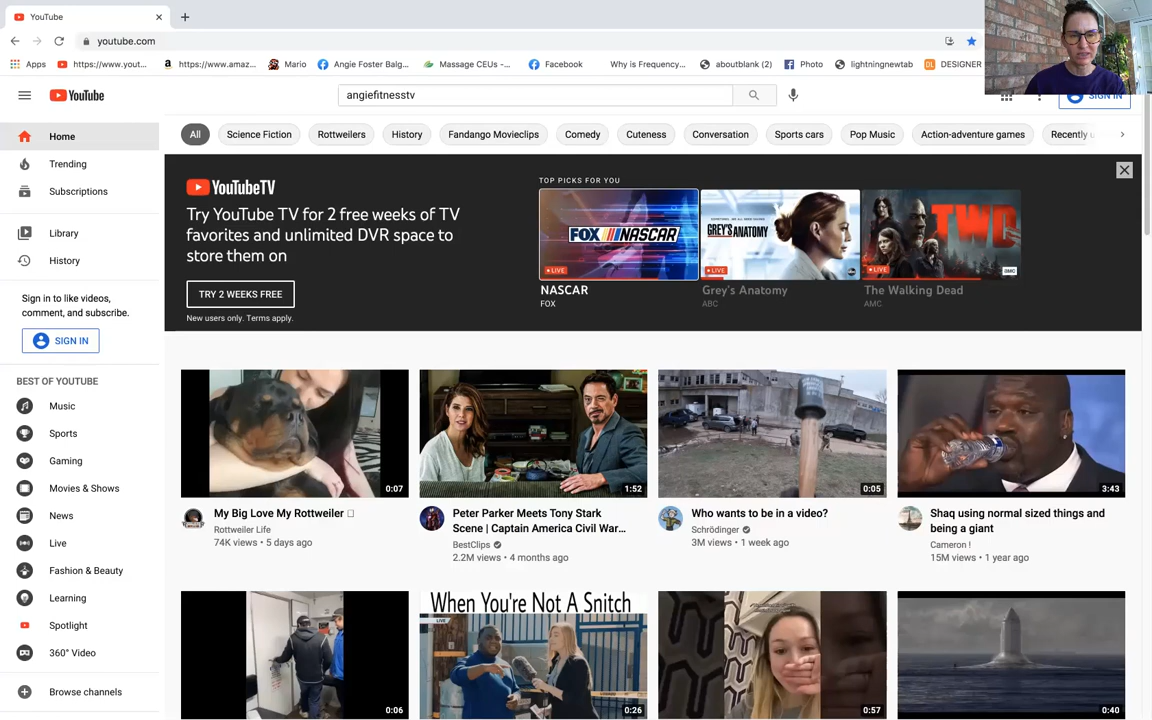 YouTube
youtube.com
Apps
https://www.yout...
https://www.amaz...
Mario
Angie Foster Balg...
Massage CEUs -...
Facebook
Why is Frequency...
aboutblank (2)
Photo
lightningnewtab
DESIGNER
YouTube
angiefitnesstv
SIGN IN
All
Science Fiction
Rottweilers
History
Fandango Movieclips
Comedy
Cuteness
Conversation
Sports cars
Pop Music
Action-adventure games
Recently u
Home
Trending
Subscriptions
Library
History
Sign in to like videos,
comment, and subscribe.
SIGN IN
BEST OF YOUTUBE
Music
Sports
Gaming
Movies & Shows
News
Live
Fashion & Beauty
Learning
Spotlight
360° Video
Browse channels
YouTubeTV
Try YouTube TV for 2 free weeks of TV
favorites and unlimited DVR space to
store them on
TRY 2 WEEKS FREE
New users only. Terms apply.
TOP PICKS FOR YOU
FOX NASCAR
LIVE
NASCAR
FOX
GREY'S ANATOMY
LIVE
abc
Grey's Anatomy
ABC
TWD
LIVE
AMC
The Walking Dead
AMC
0:07
My Big Love My Rottweiler
Rottweiler Life
74K views • 5 days ago
1:52
Peter Parker Meets Tony Stark
Scene | Captain America Civil War...
BestClips
2.2M views • 4 months ago
0:05
Who wants to be in a video?
Schrödinger
3M views • 1 week ago
3:43
Shaq using normal sized things and
being a giant
Cameron !
15M views • 1 year ago
0:06
When You're Not A Snitch
LIVE
0:26
0:57
0:40